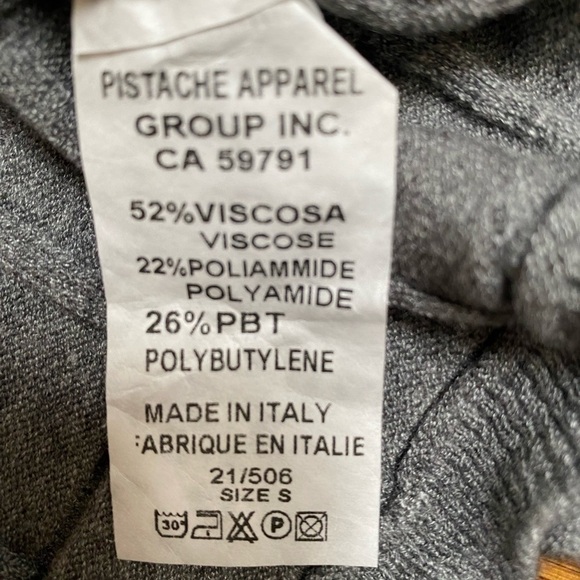 PISTACHE APPAREL
GROUP INC.
CA 59791
52%VISCOSA
VISCOSE
22%POLIAMMIDE
POLYAMIDE
26%PBT
POLYBUTYLENE
MADE IN ITALY
FABRIQUE EN ITALIE
21/506
SIZE S
30° P